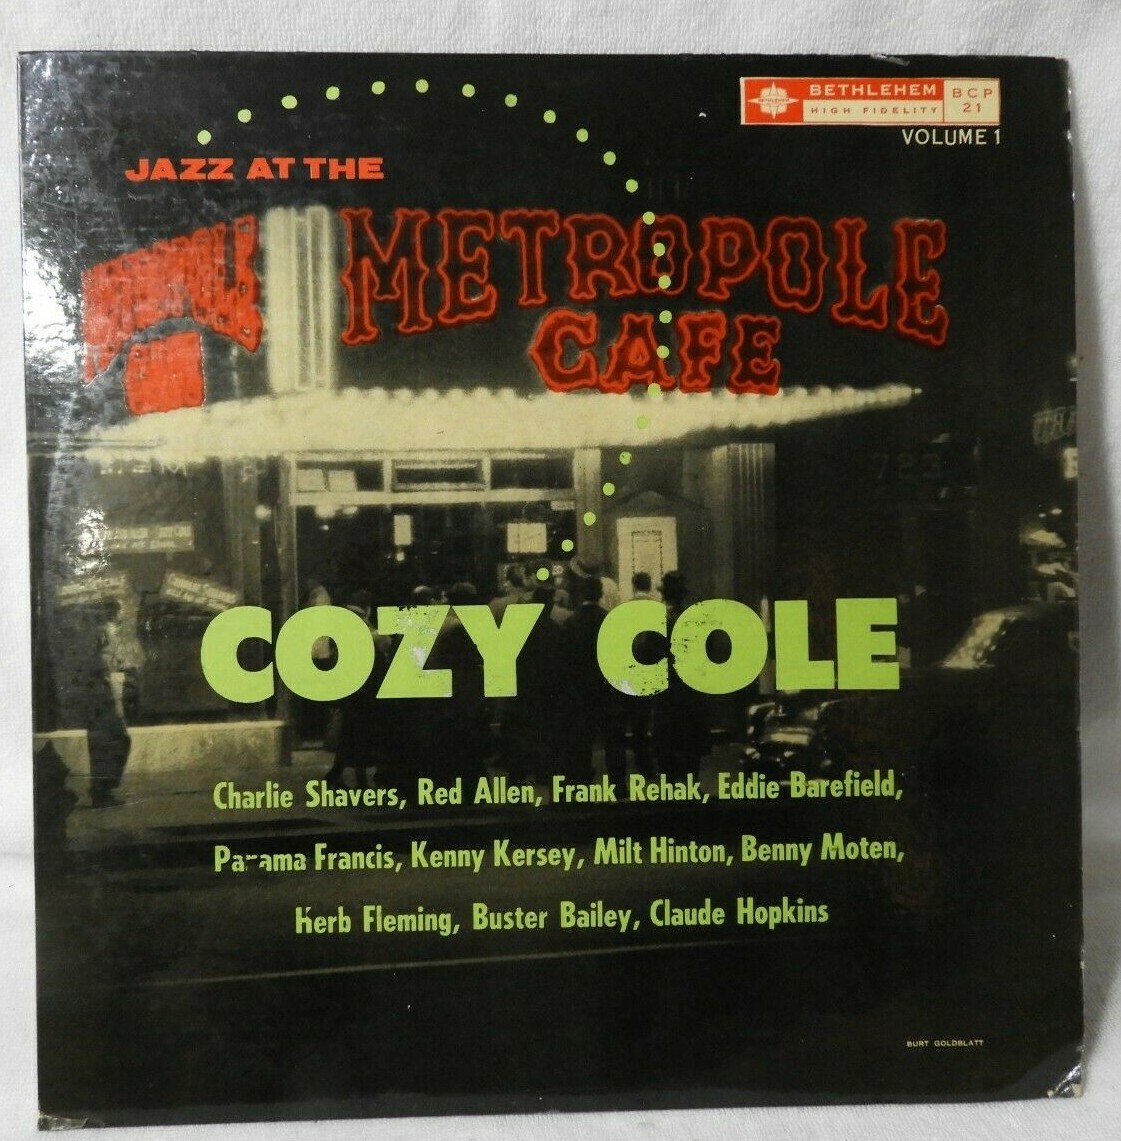 BETHLEHEM
BETHLEHEM
HIGH FIDELITY
BCP
21
VOLUME 1
JAZZ AT THE
METROPOLE
CAFE
723
COZY COLE
Charlie Shavers, Red Allen, Frank Rehak, Eddie Barefield,
Panama Francis, Kenny Kersey, Milt Hinton, Benny Moten,
Herb Fleming, Buster Bailey, Claude Hopkins
BURT GOLDBLATT